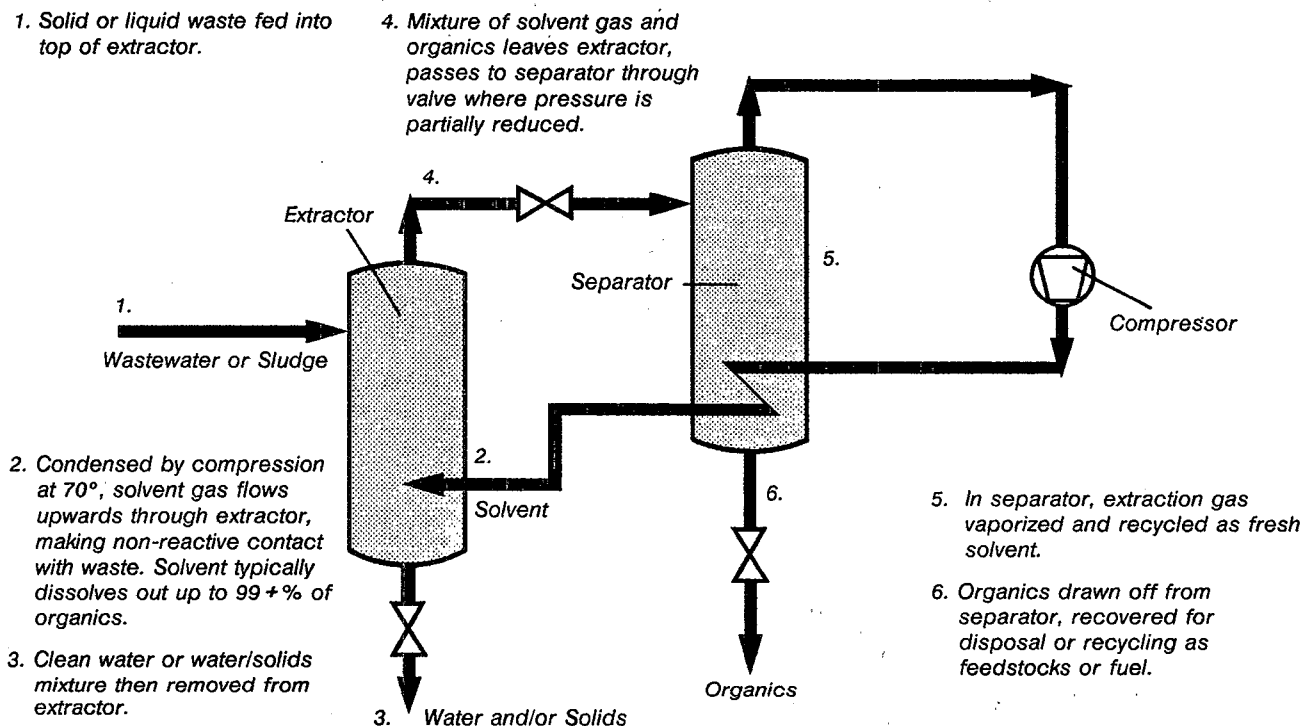 1. Solid or liquid waste fed into
top of extractor.
4. Mixture of solvent gas and
organics leaves extractor,
passes to separator through
valve where pressure is
partially reduced.
4.
Extractor
Separator
5.
Compressor
1.
Wastewater or Sludge
2.
Solvent
6.
2. Condensed by compression
at 70°, solvent gas flows
upwards through extractor,
making non-reactive contact
with waste. Solvent typically
dissolves out up to 99+% of
organics.
3. Clean water or water/solids
mixture then removed from
extractor.
5. In separator, extraction gas
vaporized and recycled as fresh
solvent.
6. Organics drawn off from
separator, recovered for
disposal or recycling as
feedstocks or fuel.
Organics
3. Water and/or Solids